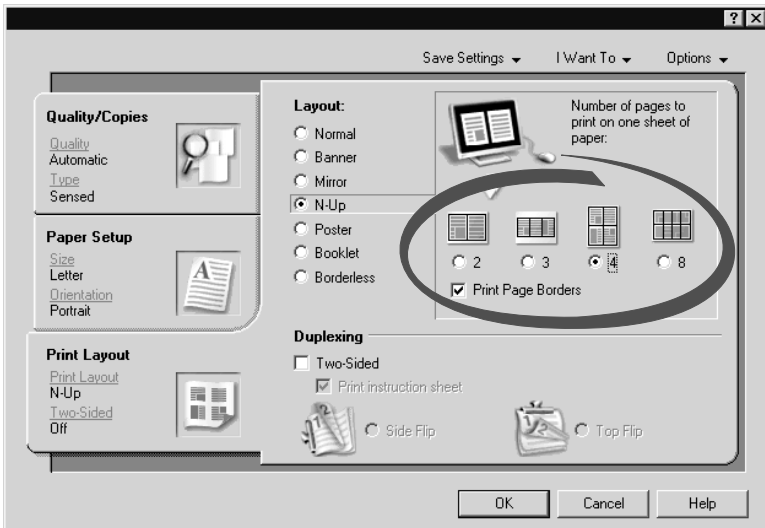 Save Settings
I Want To
Options
Quality/Copies
Quality
Automatic
Type
Sensed
Paper Setup
Size
Letter
Orientation
Portrait
Print Layout
Print Layout
N-Up
Two-Sided
Off
Layout:
Normal
Banner
Mirror
N-Up
Poster
Booklet
Borderless
Number of pages to
print on one sheet of
paper:
2
3
4
8
Print Page Borders
Duplexing
Two-Sided
Print instruction sheet
Side Flip
Top Flip
OK
Cancel
Help